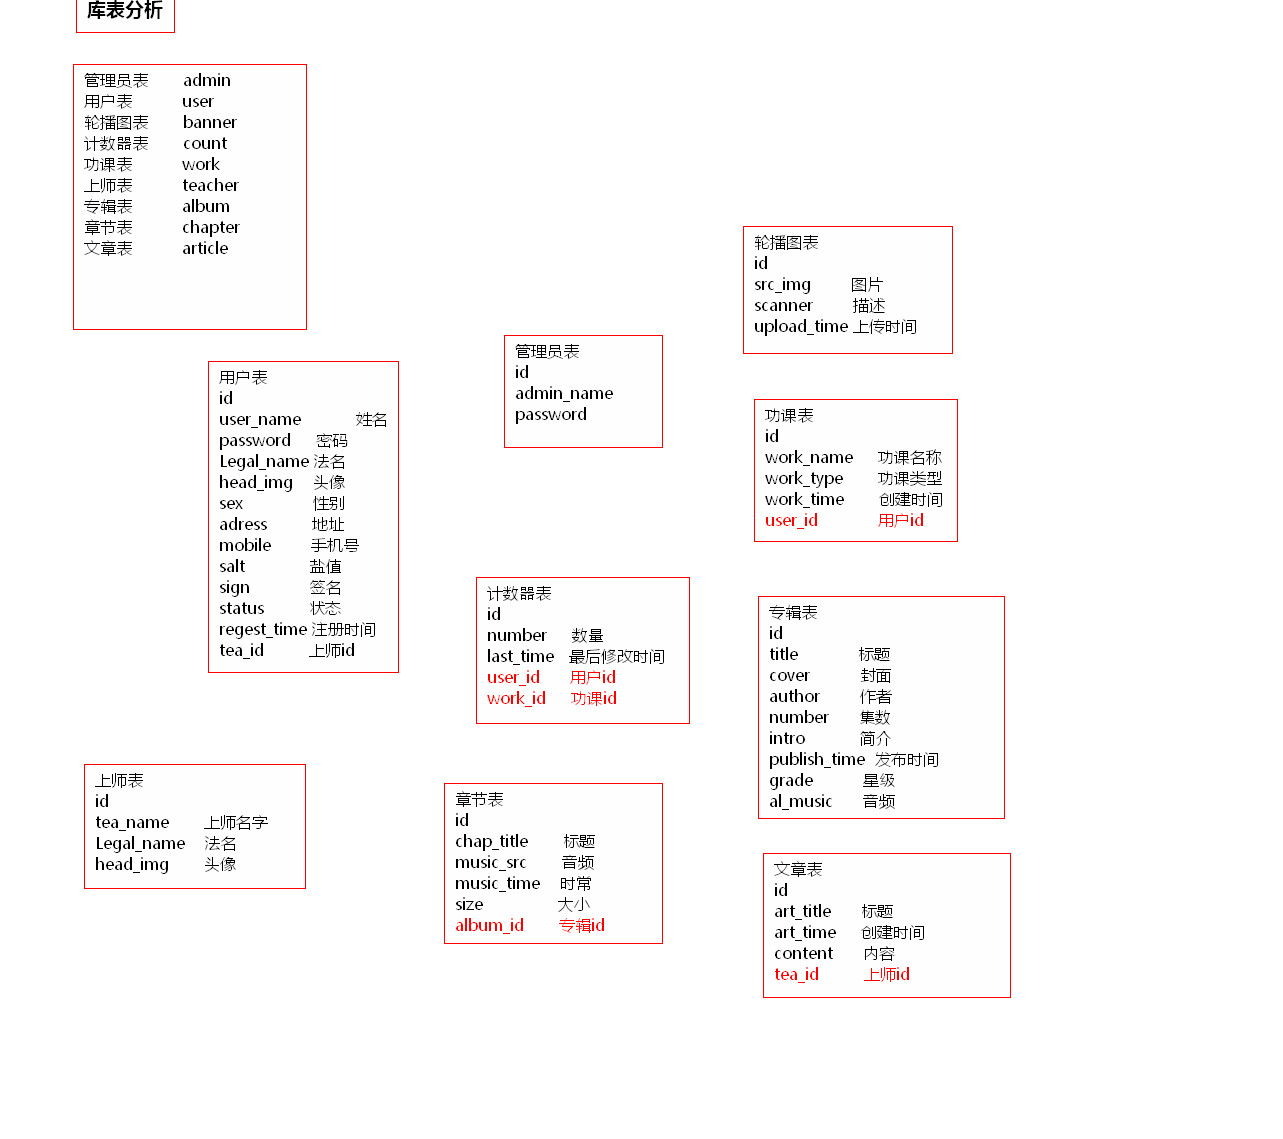 库表分析
管理员表 admin
用户表 user
轮播图表 banner
计数器表 count
功课表 work
上师表 teacher
专辑表 album
章节表 chapter
文章表 article
轮播图表
id
src_img 图片
scanner 描述
upload_time 上传时间
管理员表
id
admin_name
password
用户表
id
user_name 姓名
password 密码
Legal_name 法名
head_img 头像
sex 性别
adress 地址
mobile 手机号
salt 盐值
sign 签名
status 状态
regest_time 注册时间
tea_id 上师id
功课表
id
work_name 功课名称
work_type 功课类型
work_time 创建时间
user_id 用户id
计数器表
id
number 数量
last_time 最后修改时间
user_id 用户id
work_id 功课id
专辑表
id
title 标题
cover 封面
author 作者
number 集数
intro 简介
publish_time 发布时间
grade 星级
al_music 音频
上师表
id
tea_name 上师名字
Legal_name 法名
head_img 头像
章节表
id
chap_title 标题
music_src 音频
music_time 时常
size 大小
album_id 专辑id
文章表
id
art_title 标题
art_time 创建时间
content 内容
tea_id 上师id